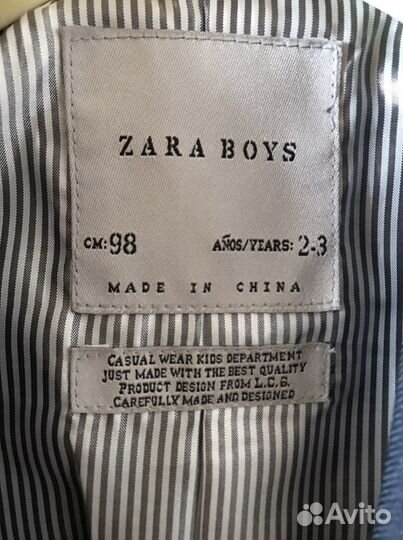 ZARA BOYS
CM: 98 AÑOS/YEARS: 2-3
MADE IN CHINA
CASUAL WEAR KIDS DEPARTMENT
JUST MADE WITH THE BEST QUALITY
PRODUCT DESIGN FROM L.C.G.
CAREFULLY MADE AND DESIGNED
Avito